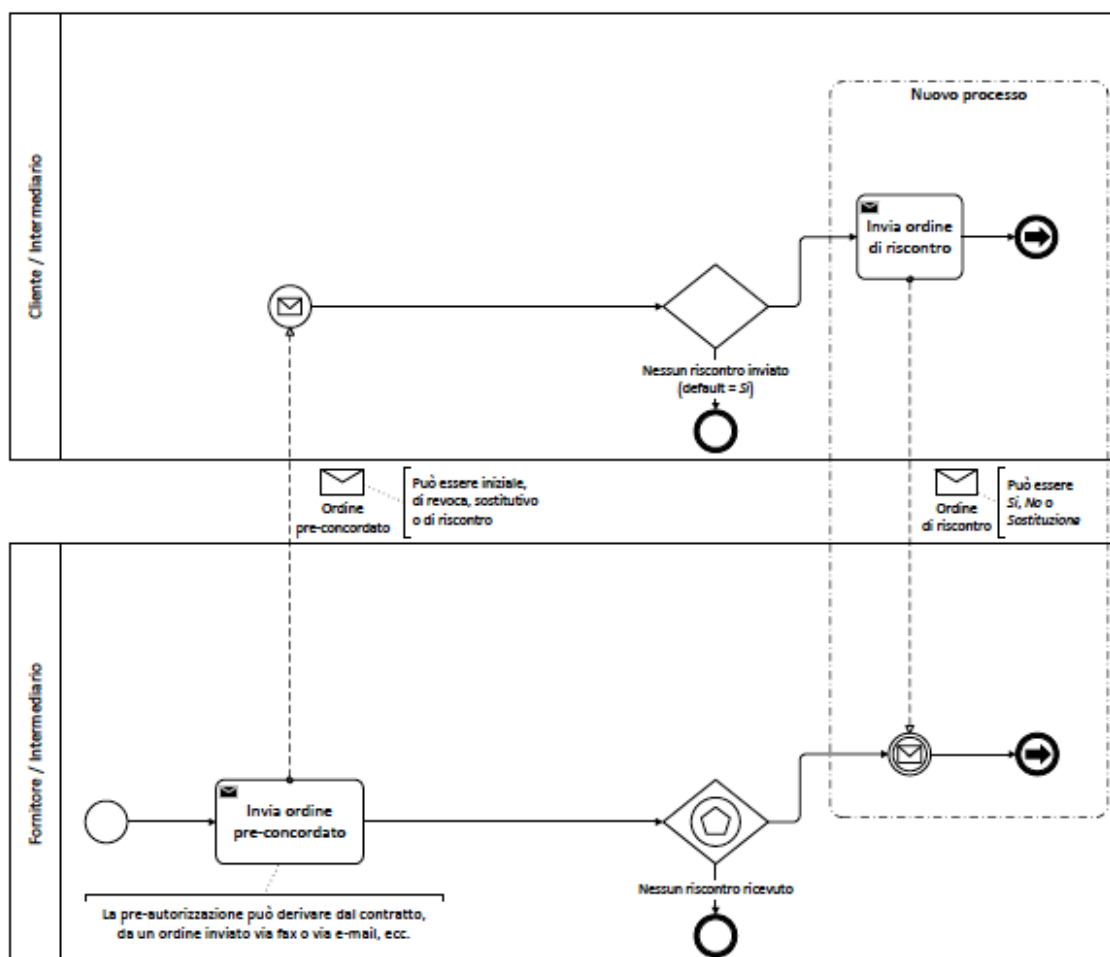 Cliente / Intermediario
Nuovo processo
Invia ordine
di riscontro
Nessun riscontro inviato
(default = Sì)
Ordine
pre-concordato
Può essere iniziale,
di revoca, sostitutivo
o di riscontro
Ordine
di riscontro
Può essere
Sì, No o
Sostituzione
Fornitore / Intermediario
Invia ordine
pre-concordato
La pre-autorizzazione può derivare dal contratto,
da un ordine inviato via fax o via e-mail, ecc.
Nessun riscontro ricevuto